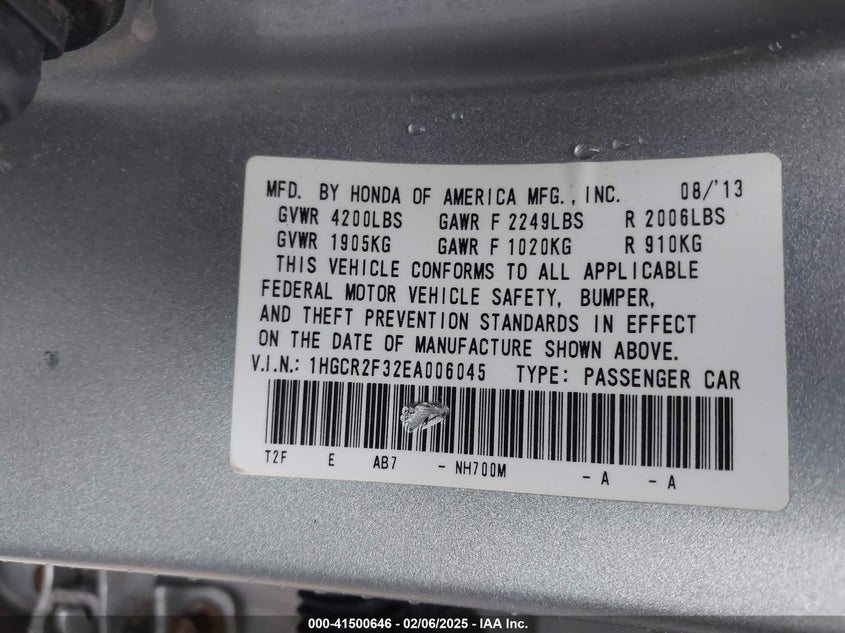 MFD. BY HONDA OF AMERICA MFG., INC. 08/'13
GVWR 4200LBS GAWR F 2249LBS R 2006LBS
GVWR 1905KG GAWR F 1020KG R 910KG
THIS VEHICLE CONFORMS TO ALL APPLICABLE
FEDERAL MOTOR VEHICLE SAFETY, BUMPER,
AND THEFT PREVENTION STANDARDS IN EFFECT
ON THE DATE OF MANUFACTURE SHOWN ABOVE.
V.I.N.: 1HGCR2F32EA006045 TYPE: PASSENGER CAR
T2F E AB7 - NH700M - A - A
000-41500646 - 02/06/2025 - IAA Inc.